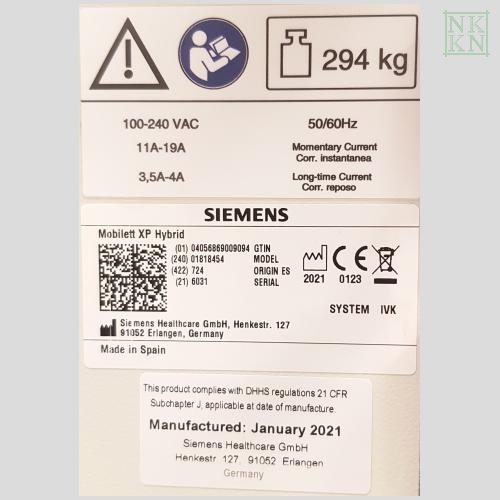 NK
KN
294 kg
100-240 VAC 50/60Hz
11A-19A Momentary Current
Corr. instantanea
3,5A-4A Long-time Current
Corr. reposo
SIEMENS
Mobilett XP Hybrid
(01) 04056869009094 GTIN
(240) 01818454 MODEL
(422) 724 ORIGIN ES
(21) 6031 SERIAL
2021 0123
SYSTEM IVK
Siemens Healthcare GmbH, Henkestr. 127
91052 Erlangen, Germany
Made in Spain
This product complies with DHHS regulations 21 CFR
Subchapter J, applicable at date of manufacture.
Manufactured: January 2021
Siemens Healthcare GmbH
Henkestr. 127, 91052 Erlangen
Germany